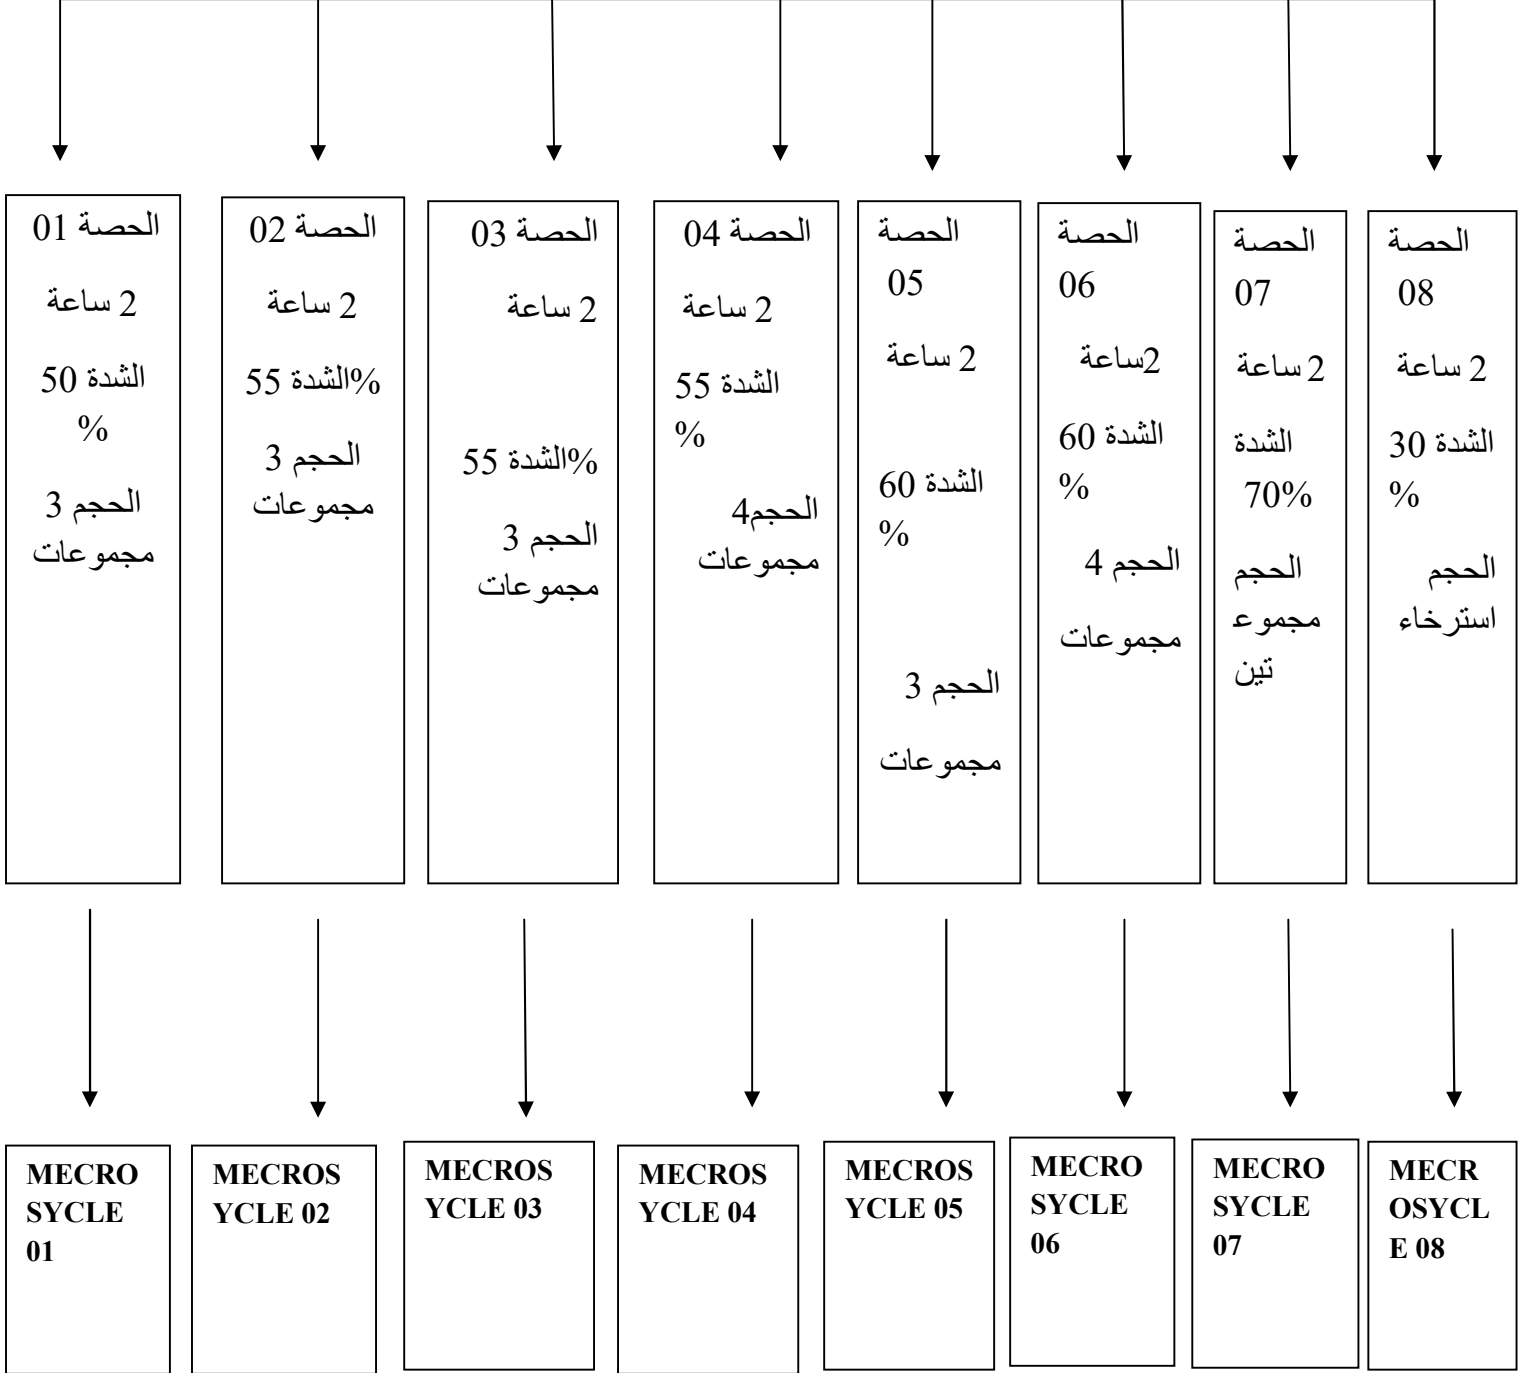 الحصة 01
2 ساعة
الشدة 50
%
الحجم 3
مجموعات
الحصة 02
2 ساعة
%الشدة 55
الحجم 3
مجموعات
الحصة 03
2 ساعة
%الشدة 55
الحجم 3
مجموعات
الحصة 04
2 ساعة
الشدة 55
%
الحجم4
مجموعات
الحصة
05
2 ساعة
الشدة 60
%
الحجم 3
مجموعات
الحصة
06
2ساعة
الشدة 60
%
الحجم 4
مجموعات
الحصة
07
2 ساعة
الشدة
70%
الحجم
مجموع
تين
الحصة
08
2 ساعة
الشدة 30
%
الحجم
استرخاء
MECRO
SYCLE
01
MECROS
YCLE 02
MECROS
YCLE 03
MECROS
YCLE 04
MECROS
YCLE 05
MECRO
SYCLE
06
MECRO
SYCLE
07
MECR
OSYCL
E 08